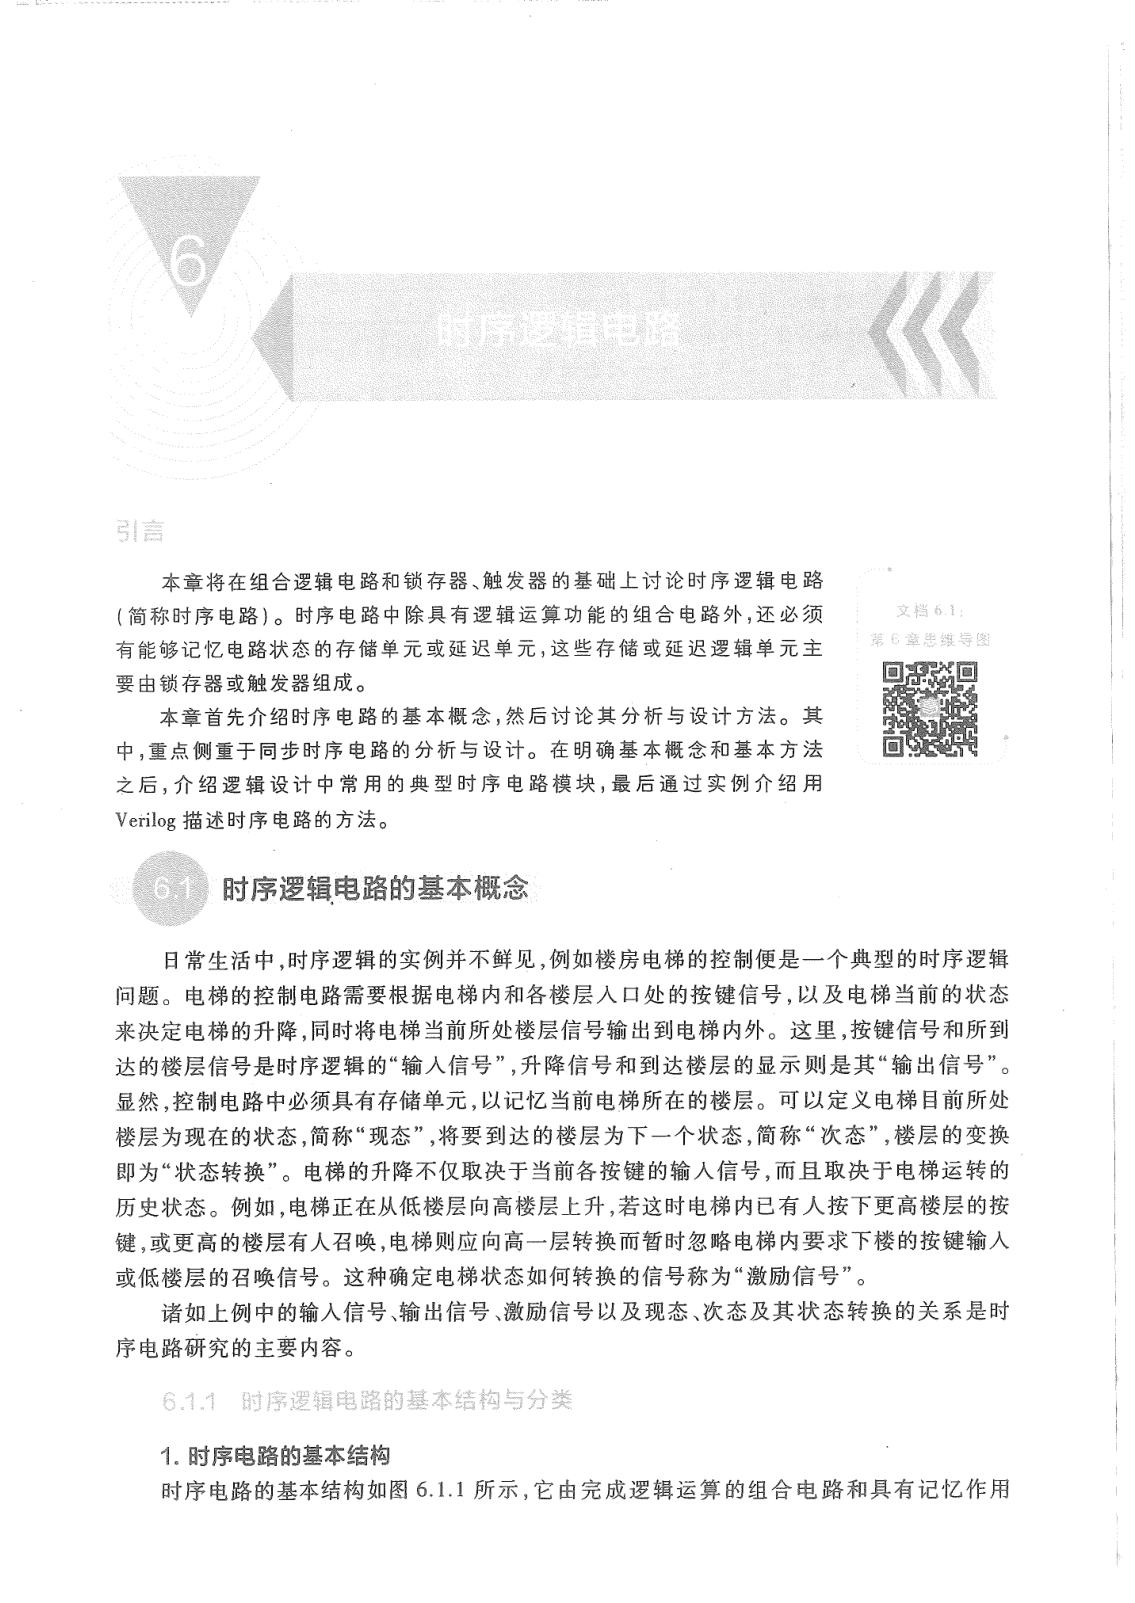 6
时序逻辑电路
引言
本章将在组合逻辑电路和锁存器、触发器的基础上讨论时序逻辑电路
(简称时序电路)。时序电路中除具有逻辑运算功能的组合电路外,还必须
有能够记忆电路状态的存储单元或延迟单元,这些存储或延迟逻辑单元主
要由锁存器或触发器组成。
本章首先介绍时序电路的基本概念,然后讨论其分析与设计方法。其
中,重点侧重于同步时序电路的分析与设计。在明确基本概念和基本方法
之后,介绍逻辑设计中常用的典型时序电路模块,最后通过实例介绍用
Verilog 描述时序电路的方法。
文档 6.1:
第 6 章思维导图
6.1 时序逻辑电路的基本概念
日常生活中,时序逻辑的实例并不鲜见,例如楼房电梯的控制便是一个典型的时序逻辑
问题。电梯的控制电路需要根据电梯内和各楼层入口处的按键信号,以及电梯当前的状态
来决定电梯的升降,同时将电梯当前所处楼层信号输出到电梯内外。这里,按键信号和所到
达的楼层信号是时序逻辑的“输入信号”,升降信号和到达楼层的显示则是其“输出信号”。
显然,控制电路中必须具有存储单元,以记忆当前电梯所在的楼层。可以定义电梯目前所处
楼层为现在的状态,简称“现态”,将要到达的楼层为下一个状态,简称“次态”,楼层的变换
即为“状态转换”。电梯的升降不仅取决于当前各按键的输入信号,而且取决于电梯运转的
历史状态。例如,电梯正在从低楼层向高楼层上升,若这时电梯内已有人按下更高楼层的按
键,或更高的楼层有人召唤,电梯则应向高一层转换而暂时忽略电梯内要求下楼的按键输入
或低楼层的召唤信号。这种确定电梯状态如何转换的信号称为“激励信号”。
诸如上例中的输入信号、输出信号、激励信号以及现态、次态及其状态转换的关系是时
序电路研究的主要内容。
6.1.1 时序逻辑电路的基本结构与分类
1. 时序电路的基本结构
时序电路的基本结构如图 6.1.1 所示,它由完成逻辑运算的组合电路和具有记忆作用